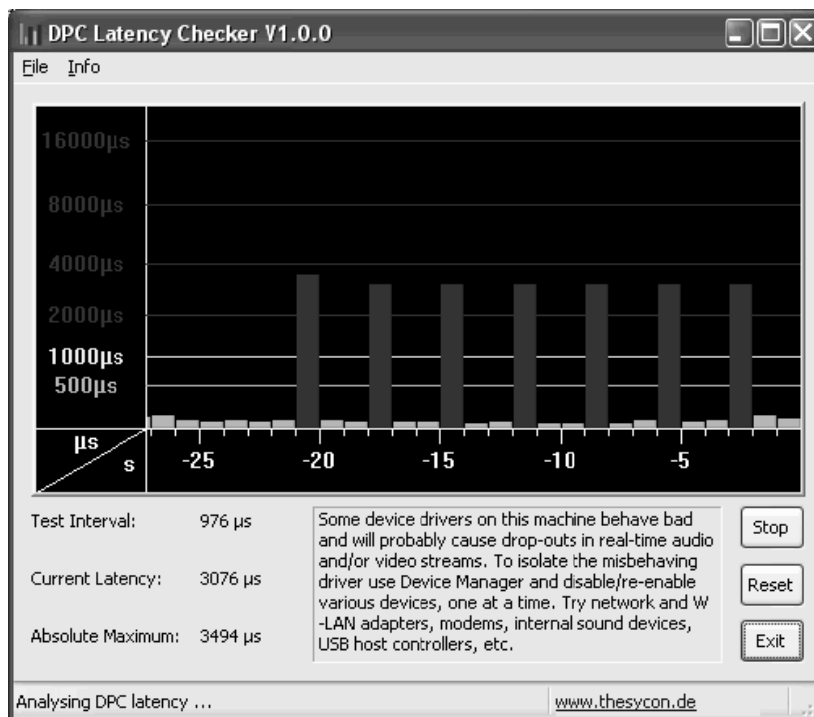 DPC Latency Checker V1.0.0
File Info
16000µs
8000µs
4000µs
2000µs
1000µs
500µs
µs
s
-25 -20 -15 -10 -5
Test Interval: 976 µs
Current Latency: 3076 µs
Absolute Maximum: 3494 µs
Some device drivers on this machine behave bad
and will probably cause drop-outs in real-time audio
and/or video streams. To isolate the misbehaving
driver use Device Manager and disable/re-enable
various devices, one at a time. Try network and W
-LAN adapters, modems, internal sound devices,
USB host controllers, etc.
Stop
Reset
Exit
Analysing DPC latency ... www.thesycon.de